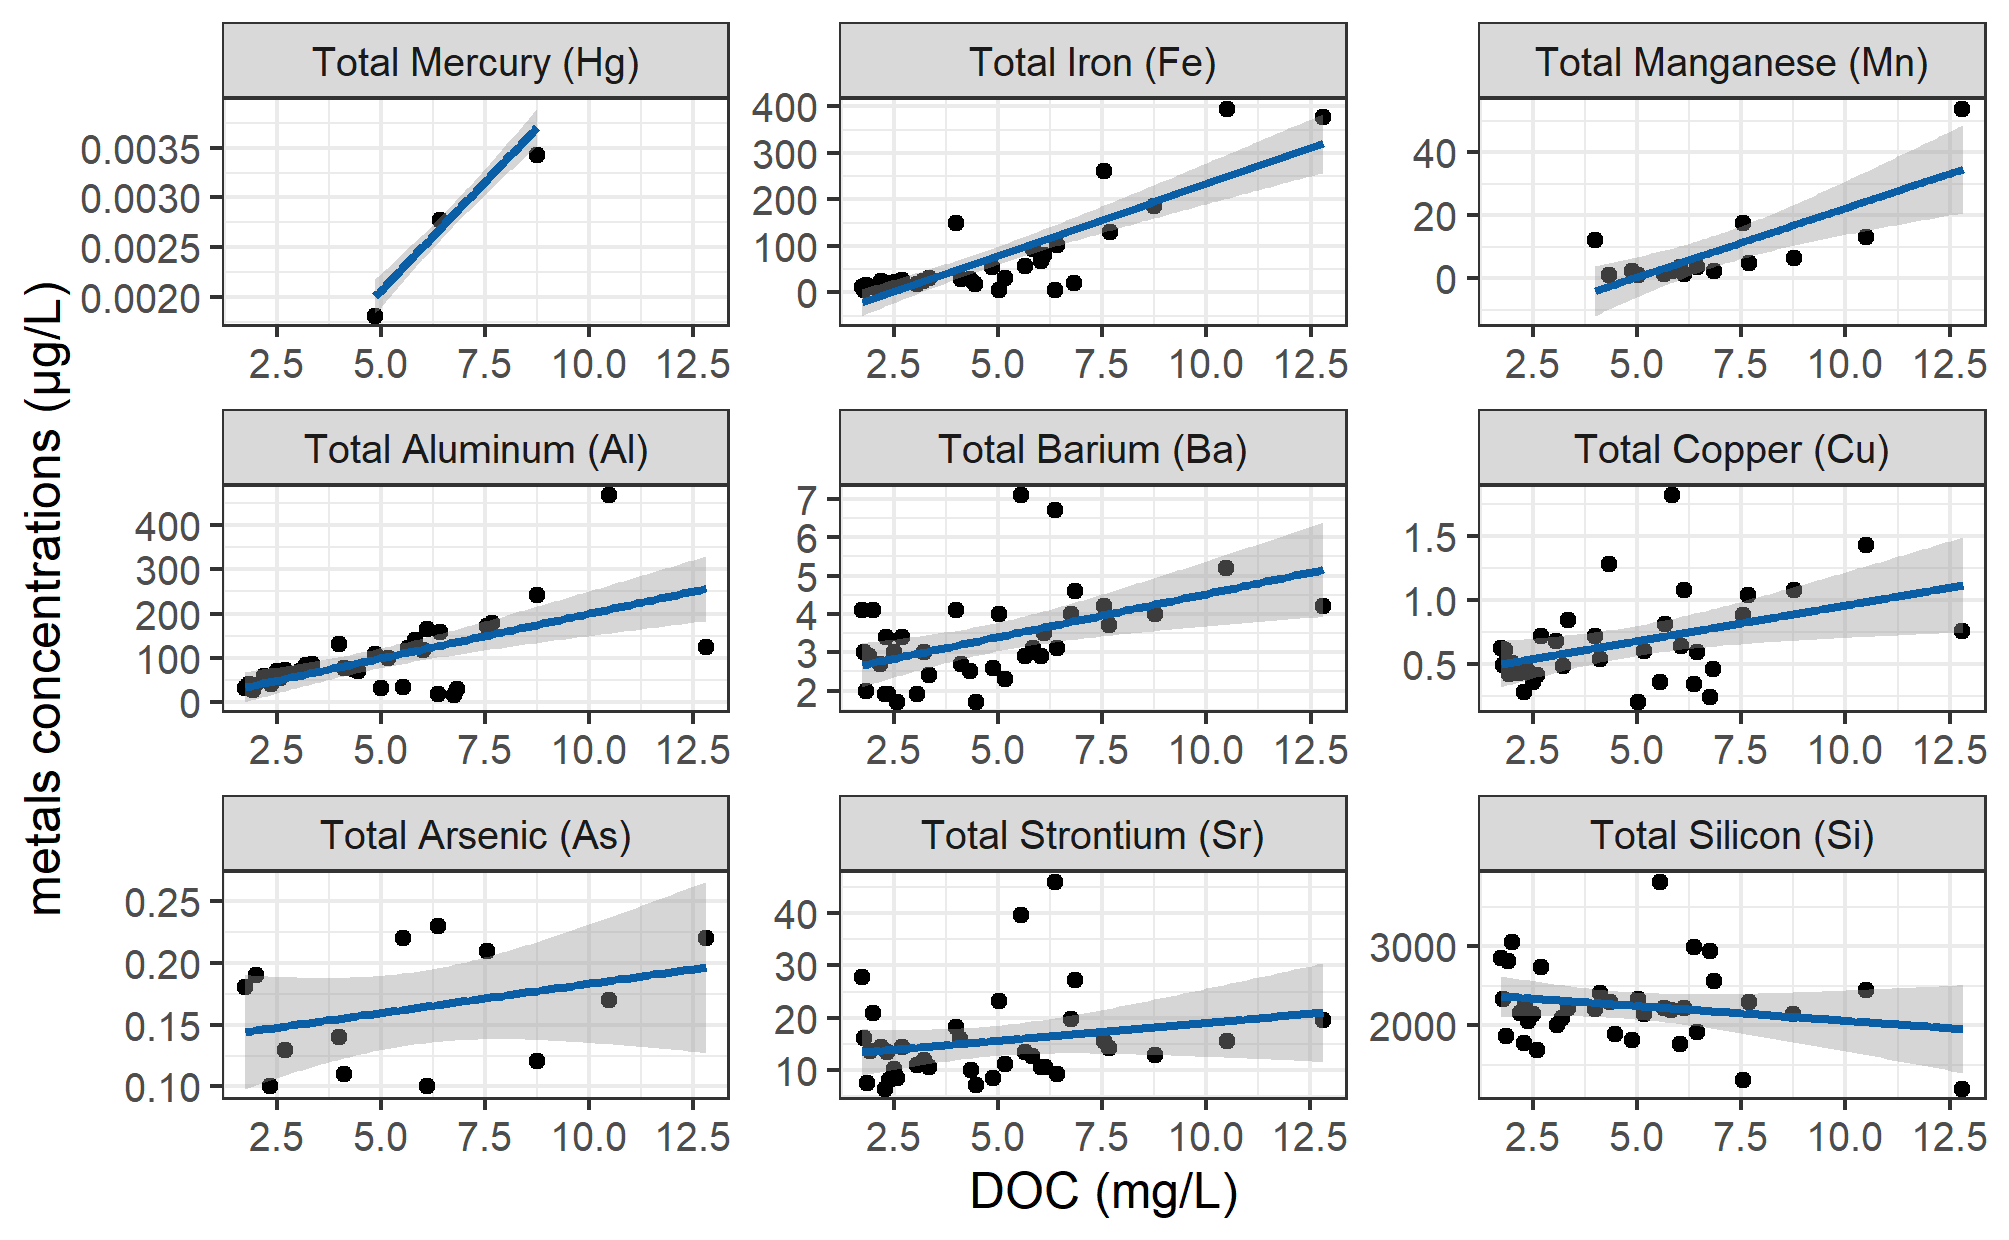 Total Mercury (Hg)
Total Iron (Fe)
Total Manganese (Mn)
0.0035
0.0030
0.0025
0.0020
2.5 5.0 7.5 10.0 12.5
400
300
200
100
0
2.5 5.0 7.5 10.0 12.5
40
20
0
2.5 5.0 7.5 10.0 12.5
Total Aluminum (Al)
Total Barium (Ba)
Total Copper (Cu)
400
300
200
100
0
2.5 5.0 7.5 10.0 12.5
7
6
5
4
3
2
2.5 5.0 7.5 10.0 12.5
1.5
1.0
0.5
2.5 5.0 7.5 10.0 12.5
Total Arsenic (As)
Total Strontium (Sr)
Total Silicon (Si)
0.25
0.20
0.15
0.10
2.5 5.0 7.5 10.0 12.5
40
30
20
10
2.5 5.0 7.5 10.0 12.5
3000
2000
2.5 5.0 7.5 10.0 12.5
metals concentrations (µg/L)
DOC (mg/L)